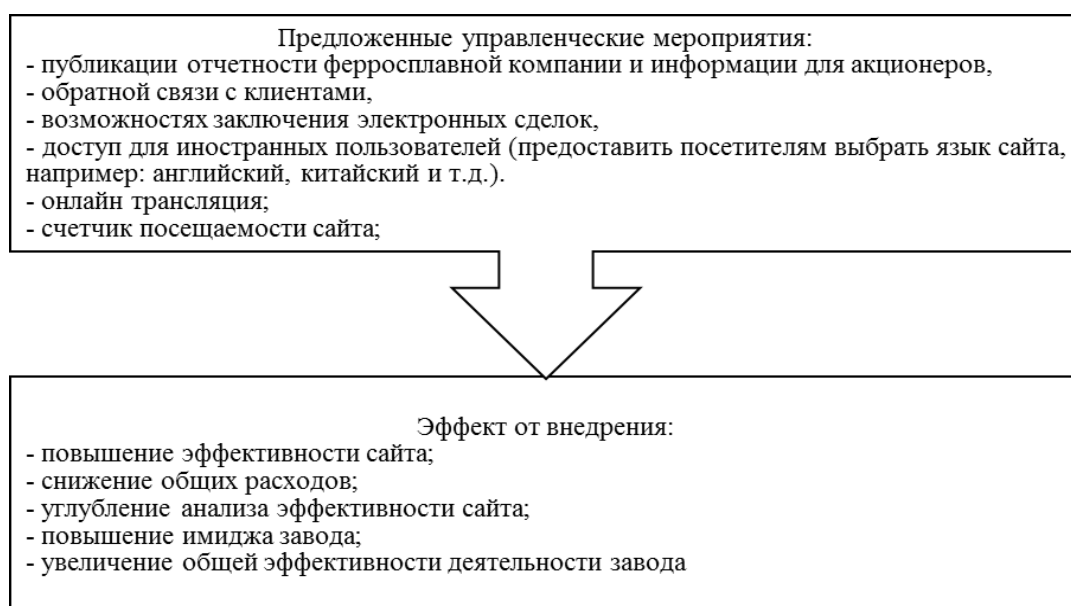 Предложенные управленческие мероприятия:
- публикации отчетности ферросплавной компании и информации для акционеров,
- обратной связи с клиентами,
- возможностях заключения электронных сделок,
- доступ для иностранных пользователей (предоставить посетителям выбрать язык сайта,
например: английский, китайский и т.д.).
- онлайн трансляция;
- счетчик посещаемости сайта;
Эффект от внедрения:
- повышение эффективности сайта;
- снижение общих расходов;
- углубление анализа эффективности сайта;
- повышение имиджа завода;
- увеличение общей эффективности деятельности завода